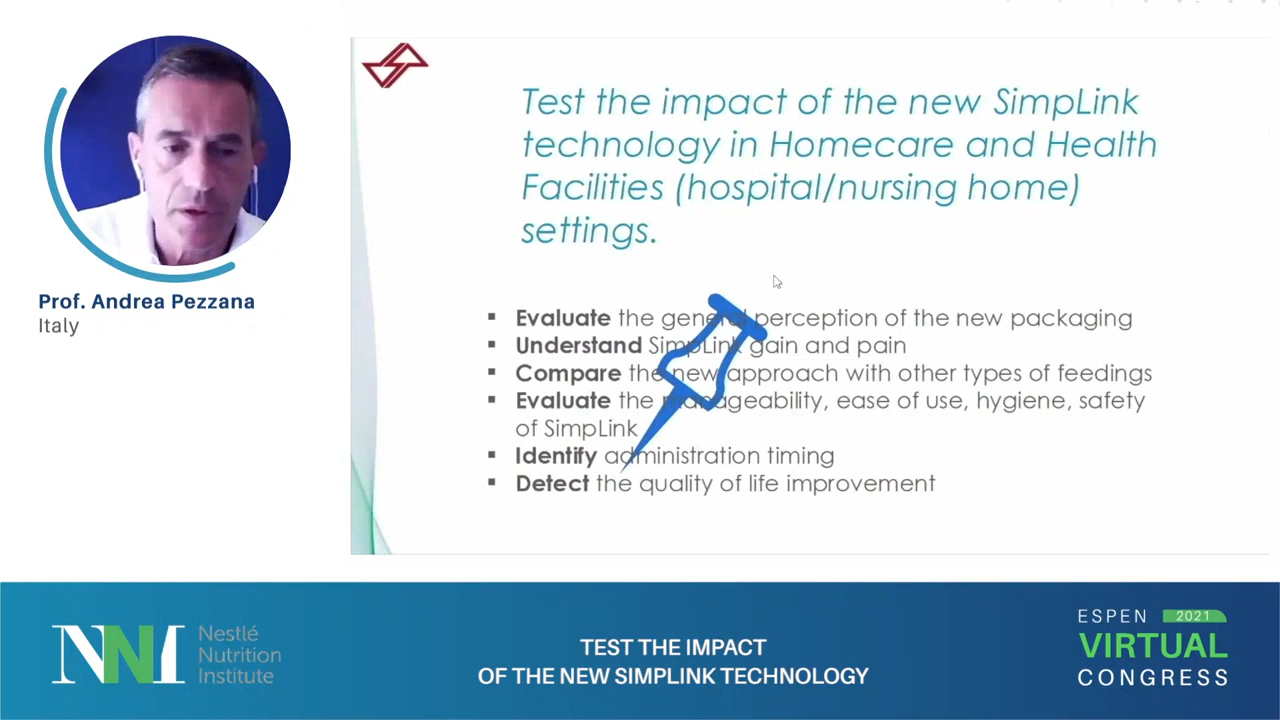 Prof. Andrea Pezzana
Italy
Test the impact of the new SimpLink
technology in Homecare and Health
Facilities (hospital/nursing home)
settings.
▪ Evaluate the general perception of the new packaging
▪ Understand SimpLink gain and pain
▪ Compare the new approach with other types of feedings
▪ Evaluate the manageability, ease of use, hygiene, safety
of SimpLink
▪ Identify administration timing
▪ Detect the quality of life improvement
NNI
Nestlé
Nutrition
Institute
TEST THE IMPACT
OF THE NEW SIMPLINK TECHNOLOGY
ESPEN 2021
VIRTUAL
CONGRESS